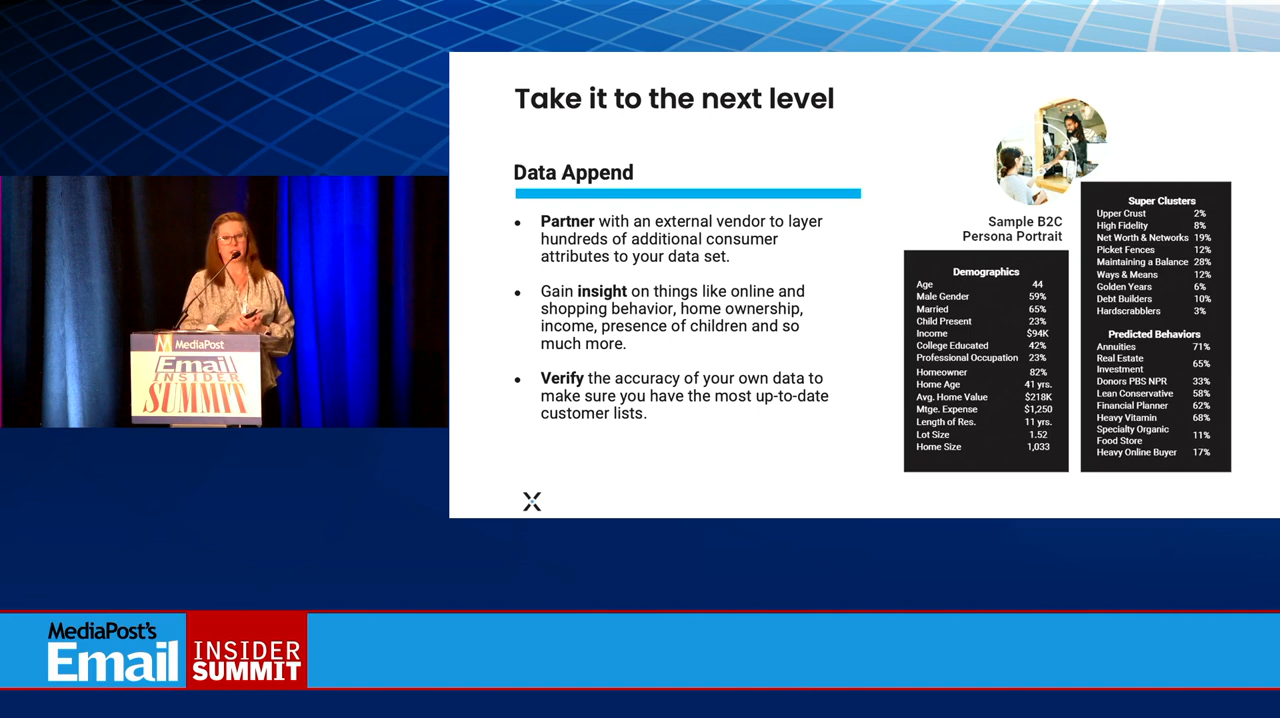 Take it to the next level
Data Append
• Partner with an external vendor to layer
hundreds of additional consumer
attributes to your data set.
• Gain insight on things like online and
shopping behavior, home ownership,
income, presence of children and so
much more.
• Verify the accuracy of your own data to
make sure you have the most up-to-date
customer lists.
Sample B2C
Persona Portrait
Demographics
Age 44
Male Gender 59%
Married 65%
Child Present 23%
Income $94K
College Educated 42%
Professional Occupation 23%
Homeowner 82%
Home Age 41 yrs.
Avg. Home Value $218K
Mtge. Expense $1,250
Length of Res. 11 yrs.
Lot Size 1.52
Home Size 1,033
Super Clusters
Upper Crust 2%
High Fidelity 8%
Net Worth & Networks 19%
Picket Fences 12%
Maintaining a Balance 28%
Ways & Means 12%
Golden Years 6%
Debt Builders 10%
Hardscrabblers 3%
Predicted Behaviors
Annuities 71%
Real Estate
Investment 65%
Donors PBS NPR 33%
Lean Conservative 58%
Financial Planner 62%
Heavy Vitamin 68%
Specialty Organic
Food Store 11%
Heavy Online Buyer 17%
M MediaPost
Email
INSIDER
SUMMIT
MediaPost's
Email
INSIDER
SUMMIT